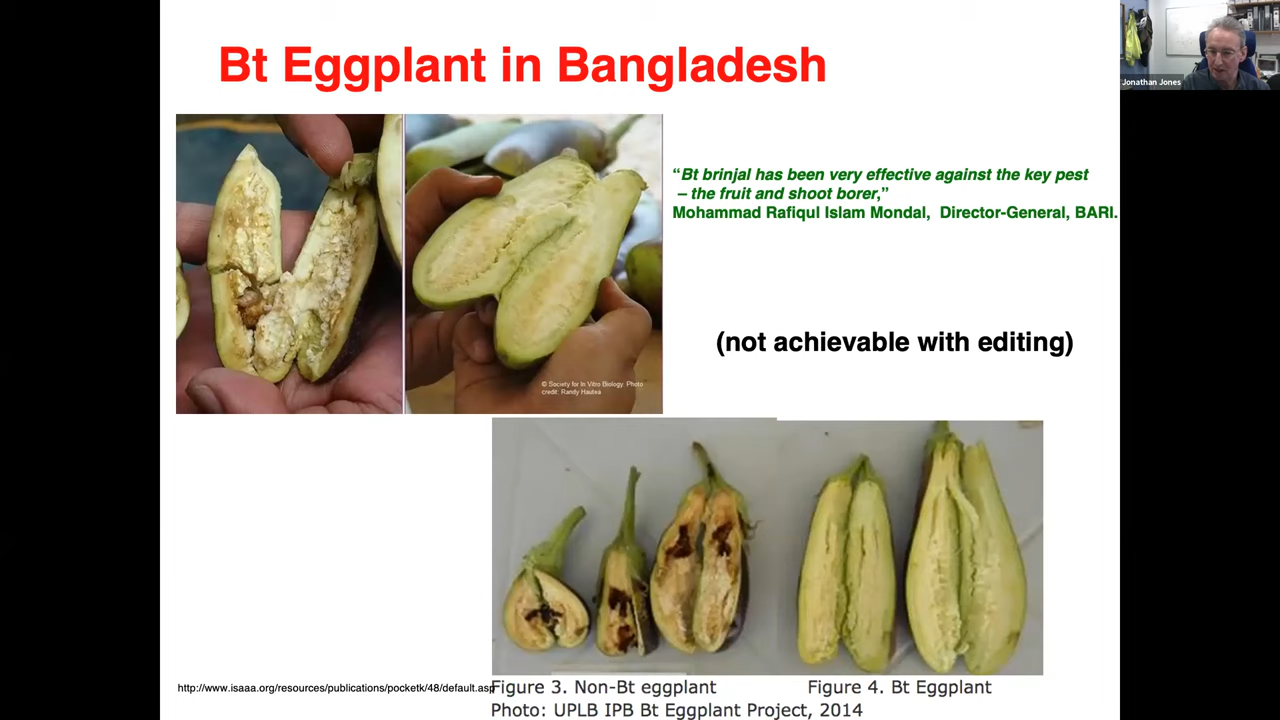 Bt Eggplant in Bangladesh
Jonathan Jones
“Bt brinjal has been very effective against the key pest
– the fruit and shoot borer,”
Mohammad Rafiqul Islam Mondal, Director-General, BARI.
(not achievable with editing)
© Society for In Vitro Biology. Photo
credit: Randy Hautea
http://www.isaaa.org/resources/publications/pocketk/48/default.asp
Figure 3. Non-Bt eggplant
Figure 4. Bt Eggplant
Photo: UPLB IPB Bt Eggplant Project, 2014